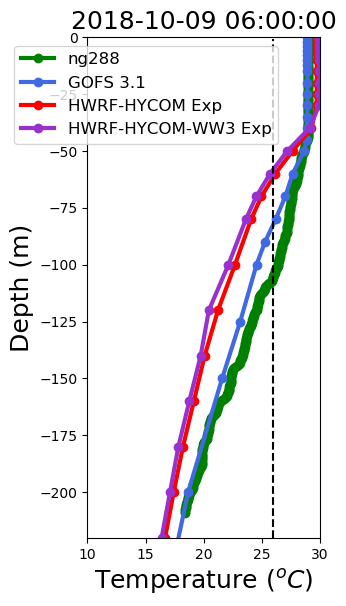 2018-10-09 06:00:00
0
−25
−50
−75
−100
−125
−150
−175
−200
Depth (m)
ng288
GOFS 3.1
HWRF-HYCOM Exp
HWRF-HYCOM-WW3 Exp
10 15 20 25 30
Temperature (°C)